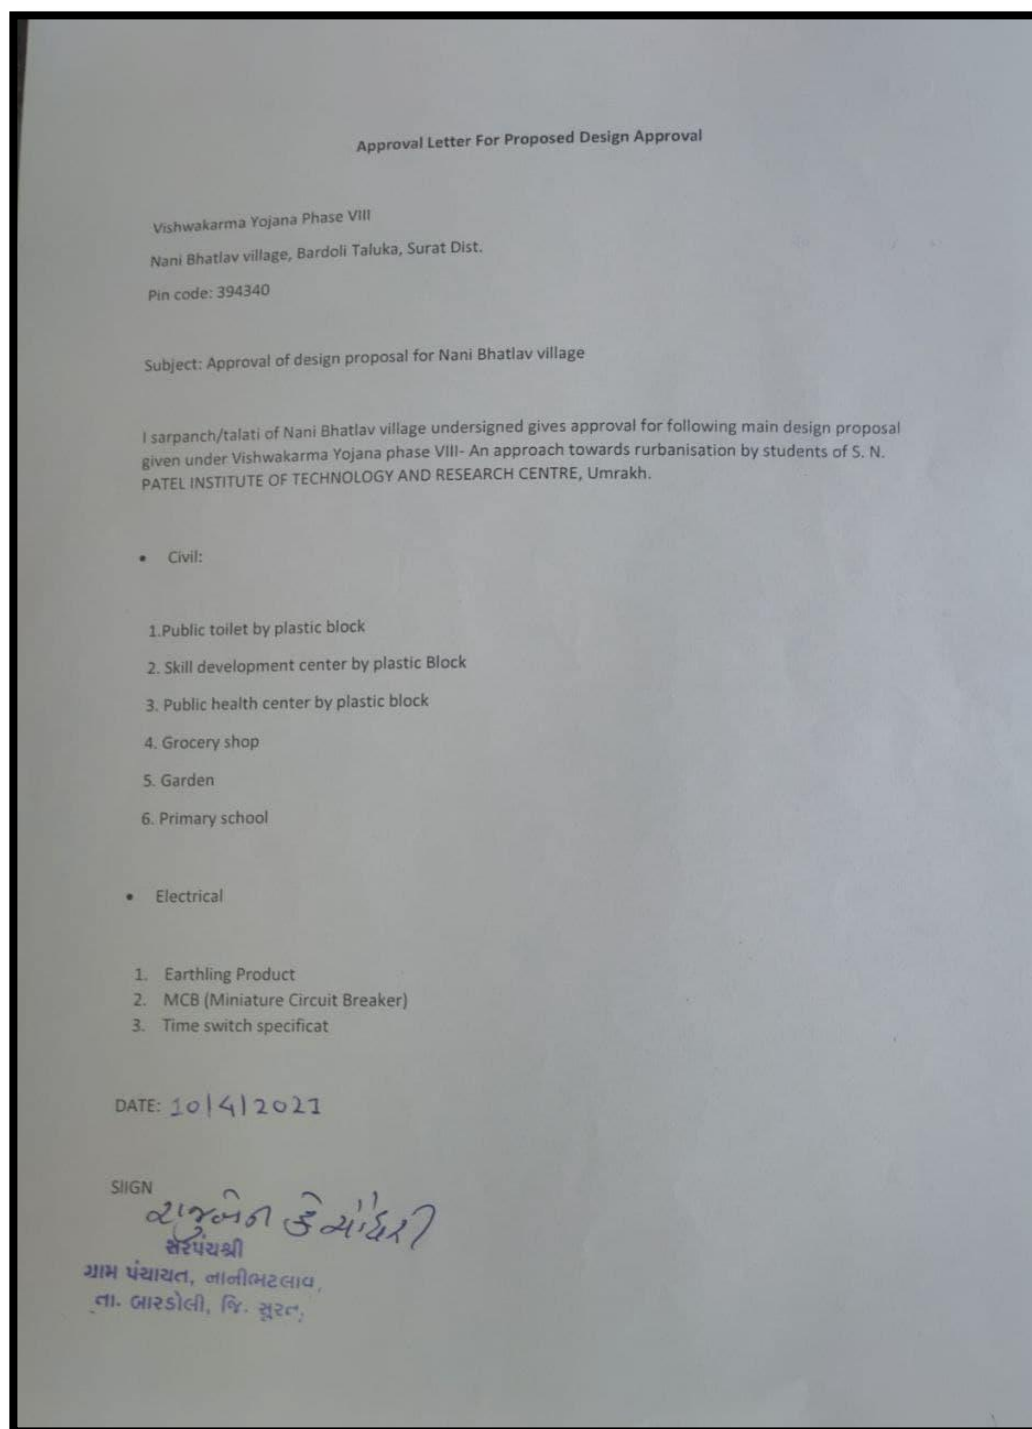 Approval Letter For Proposed Design Approval
Vishwakarma Yojana Phase VIII
Nani Bhatlav village, Bardoli Taluka, Surat Dist.
Pin code: 394340
Subject: Approval of design proposal for Nani Bhatlav village
I sarpanch/talati of Nani Bhatlav village undersigned gives approval for following main design proposal
given under Vishwakarma Yojana phase VIII- An approach towards rurbanisation by students of S. N.
PATEL INSTITUTE OF TECHNOLOGY AND RESEARCH CENTRE, Umrakh.
• Civil:
1.Public toilet by plastic block
2. Skill development center by plastic Block
3. Public health center by plastic block
4. Grocery shop
5. Garden
6. Primary school
• Electrical
1. Earthling Product
2. MCB (Miniature Circuit Breaker)
3. Time switch specificat
DATE: 10/4/2021
SIIGN
રાજુબેન કે ચૌધરી
સરપંચશ્રી
ગ્રામ પંચાયત, નાનીભટલાવ,
તા. બારડોલી, જિ. સૂરત.